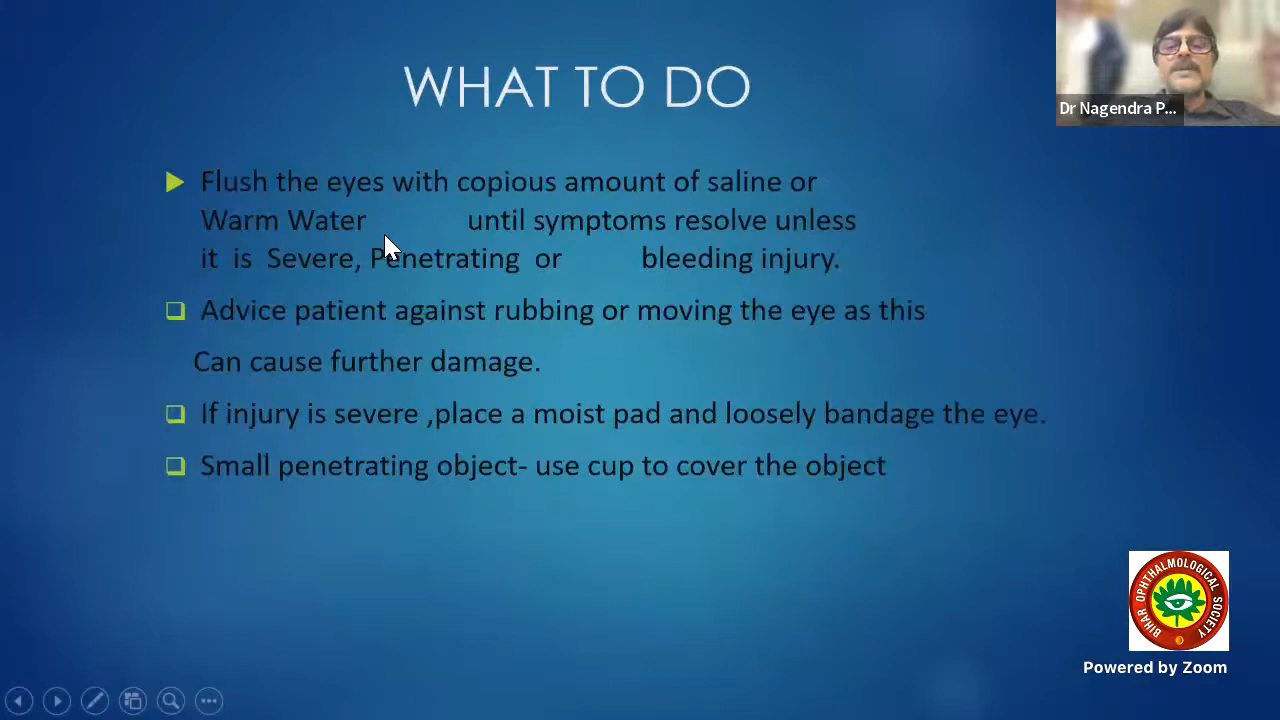 Dr Nagendra P...
WHAT TO DO
Flush the eyes with copious amount of saline or
Warm Water until symptoms resolve unless
it is Severe, Penetrating or bleeding injury.
Advice patient against rubbing or moving the eye as this
Can cause further damage.
If injury is severe ,place a moist pad and loosely bandage the eye.
Small penetrating object- use cup to cover the object
BIHAR OPHTHALMOLOGICAL SOCIETY
Powered by Zoom